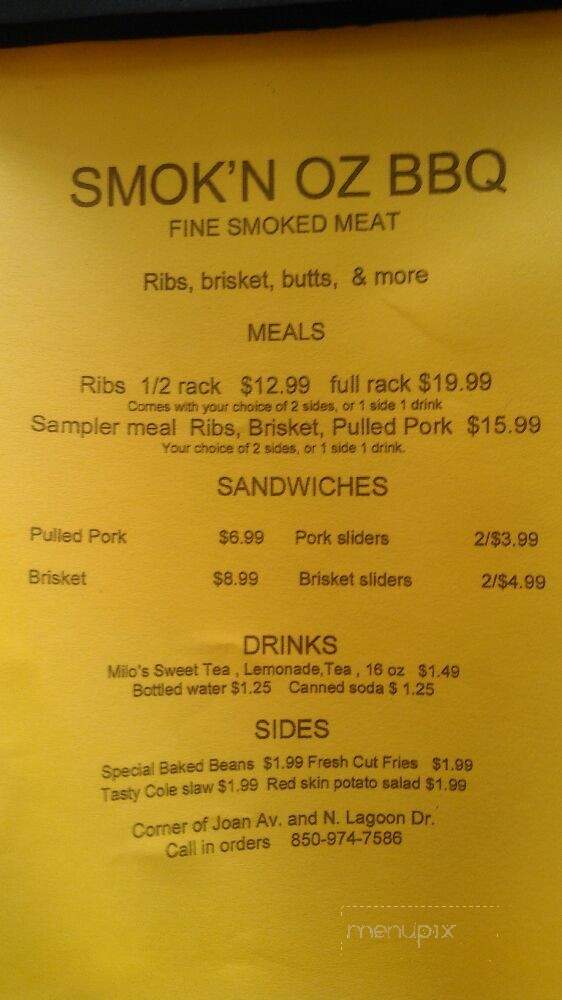 SMOK'N OZ BBQ
FINE SMOKED MEAT
Ribs, brisket, butts, & more
MEALS
Ribs 1/2 rack $12.99 full rack $19.99
Comes with your choice of 2 sides, or 1 side 1 drink
Sampler meal Ribs, Brisket, Pulled Pork $15.99
Your choice of 2 sides, or 1 side 1 drink.
SANDWICHES
Pulled Pork $6.99 Pork sliders 2/$3.99
Brisket $8.99 Brisket sliders 2/$4.99
DRINKS
Milo's Sweet Tea , Lemonade,Tea , 16 oz $1.49
Bottled water $1.25 Canned soda $ 1.25
SIDES
Special Baked Beans $1.99 Fresh Cut Fries $1.99
Tasty Cole slaw $1.99 Red skin potato salad $1.99
Corner of Joan Av. and N. Lagoon Dr.
Call in orders 850-974-7586
menupix